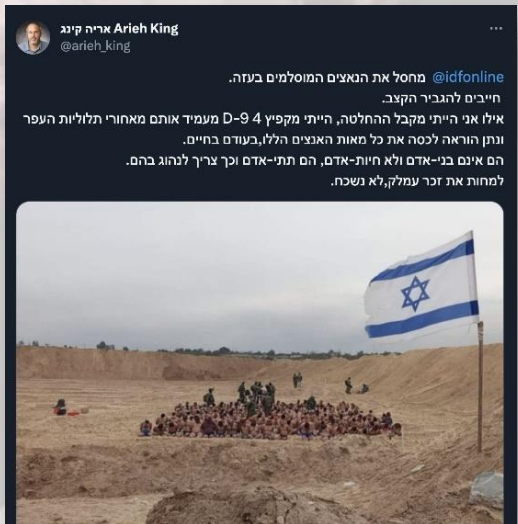 אריה קינג Arieh King
@arieh_king
@idfonline מחסל את הנאצים המוסלמים בעזה.
חייבים להגביר הקצב.
אילו אני הייתי מקבל ההחלטה, הייתי מקפיץ 4 D-9 מעמיד אותם מאחורי תלוליות העפר
ונתן הוראה לכסה את כל מאות האנצים הללו,בעודם בחיים.
הם אינם בני-אדם ולא חיות-אדם, הם תתי-אדם וכך צריך לנהוג בהם.
למחות את זכר עמלק,לא נשכח.